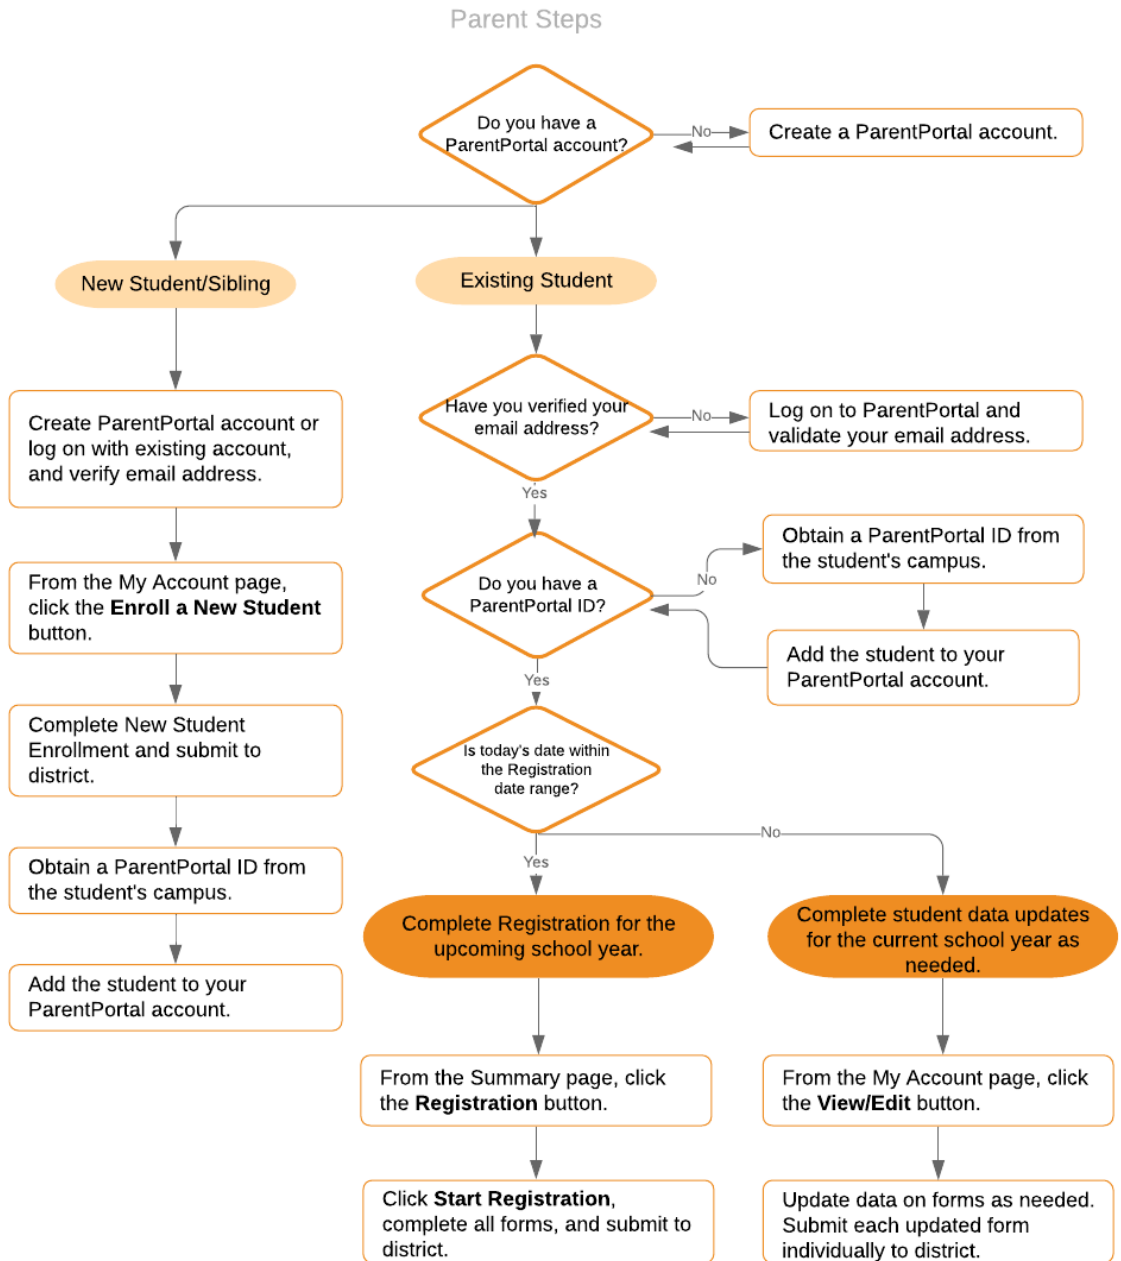 Parent Steps
Do you have a
ParentPortal account?
No
Create a ParentPortal account.
New Student/Sibling
Existing Student
Create ParentPortal account or
log on with existing account,
and verify email address.
Have you verified your
email address?
No
Log on to ParentPortal and
validate your email address.
Yes
From the My Account page,
click the Enroll a New Student
button.
Do you have a
ParentPortal ID?
No
Obtain a ParentPortal ID from
the student's campus.
Add the student to your
ParentPortal account.
Yes
Complete New Student
Enrollment and submit to
district.
Is today's date within
the Registration
date range?
No
Yes
Obtain a ParentPortal ID from
the student's campus.
Complete Registration for the
upcoming school year.
Complete student data updates
for the current school year as
needed.
Add the student to your
ParentPortal account.
From the Summary page, click
the Registration button.
From the My Account page, click
the View/Edit button.
Click Start Registration,
complete all forms, and submit to
district.
Update data on forms as needed.
Submit each updated form
individually to district.